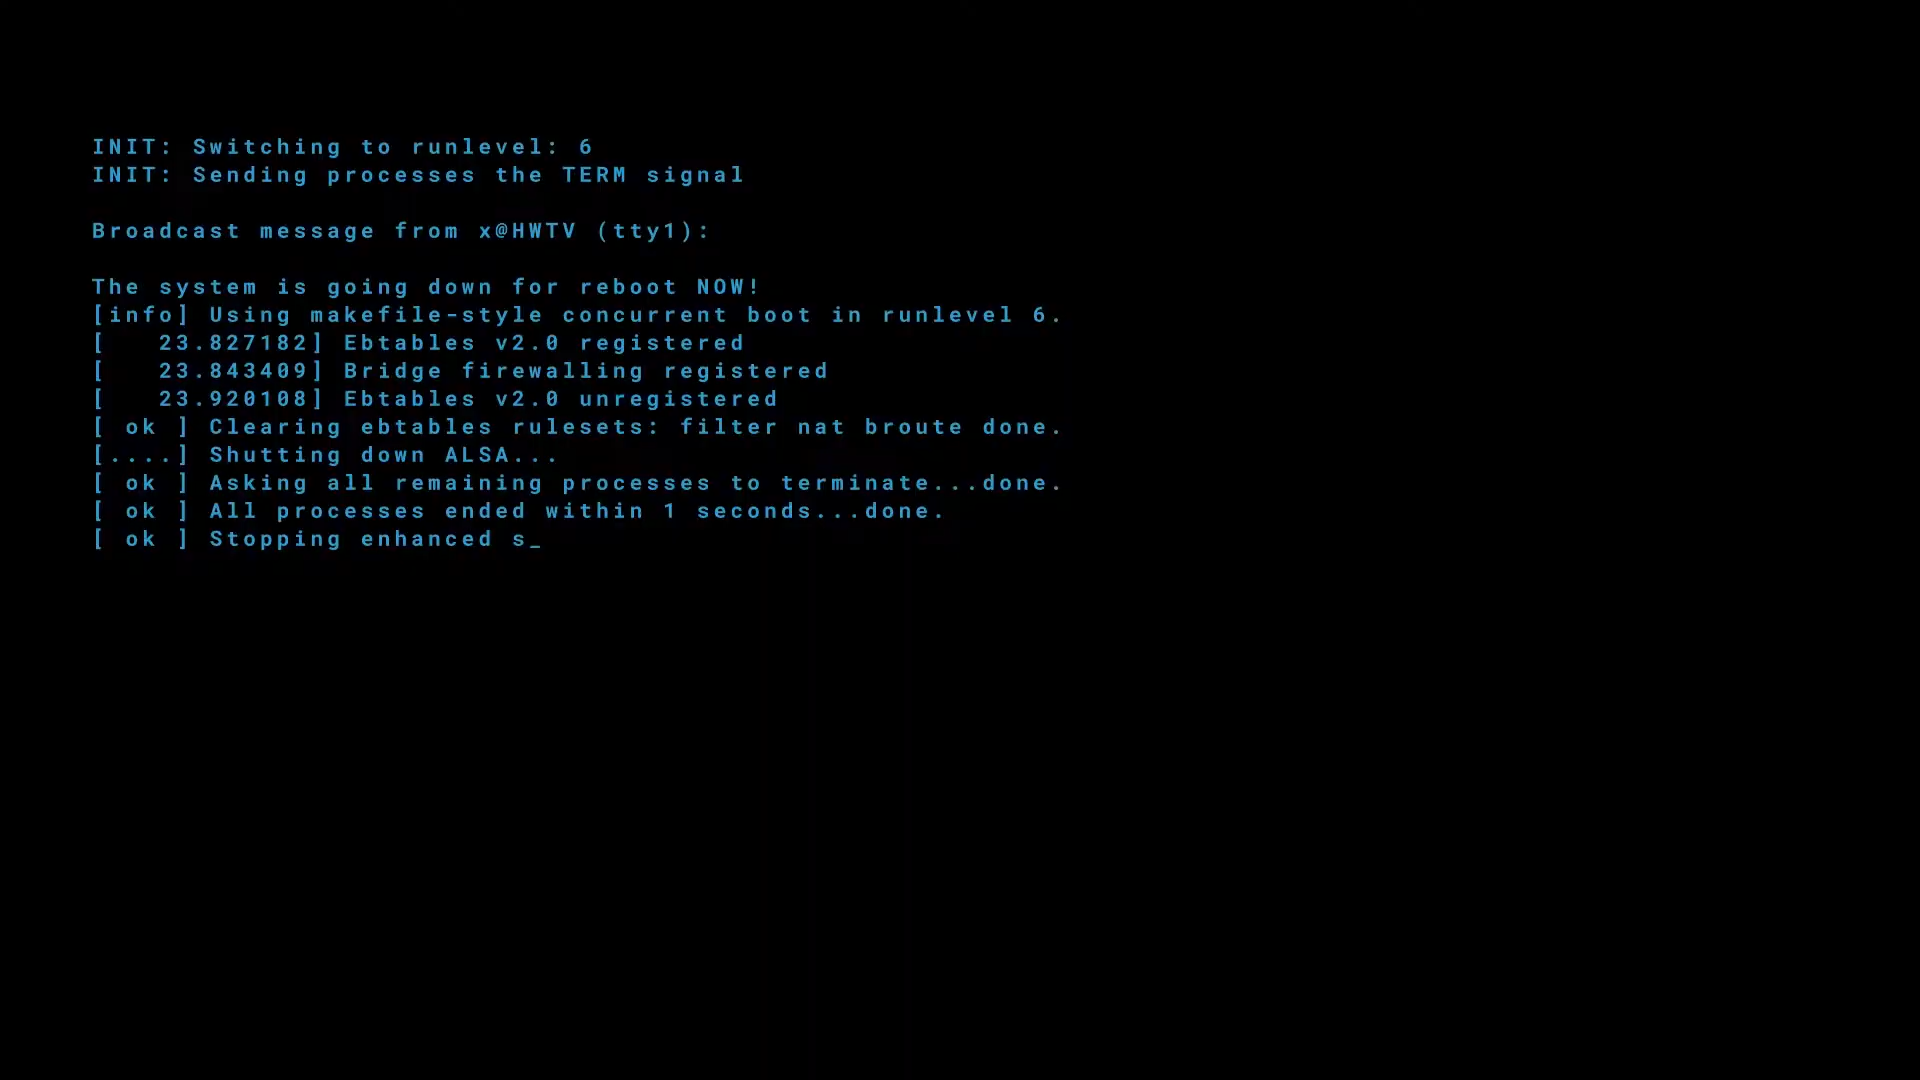 INIT: Switching to runlevel: 6
INIT: Sending processes the TERM signal
Broadcast message from x@HWTV (tty1):
The system is going down for reboot NOW!
[info] Using makefile-style concurrent boot in runlevel 6.
[   23.827182] Ebtables v2.0 registered
[   23.843409] Bridge firewalling registered
[   23.920108] Ebtables v2.0 unregistered
[ ok ] Clearing ebtables rulesets: filter nat broute done.
[....] Shutting down ALSA...
[ ok ] Asking all remaining processes to terminate...done.
[ ok ] All processes ended within 1 seconds...done.
[ ok ] Stopping enhanced s_